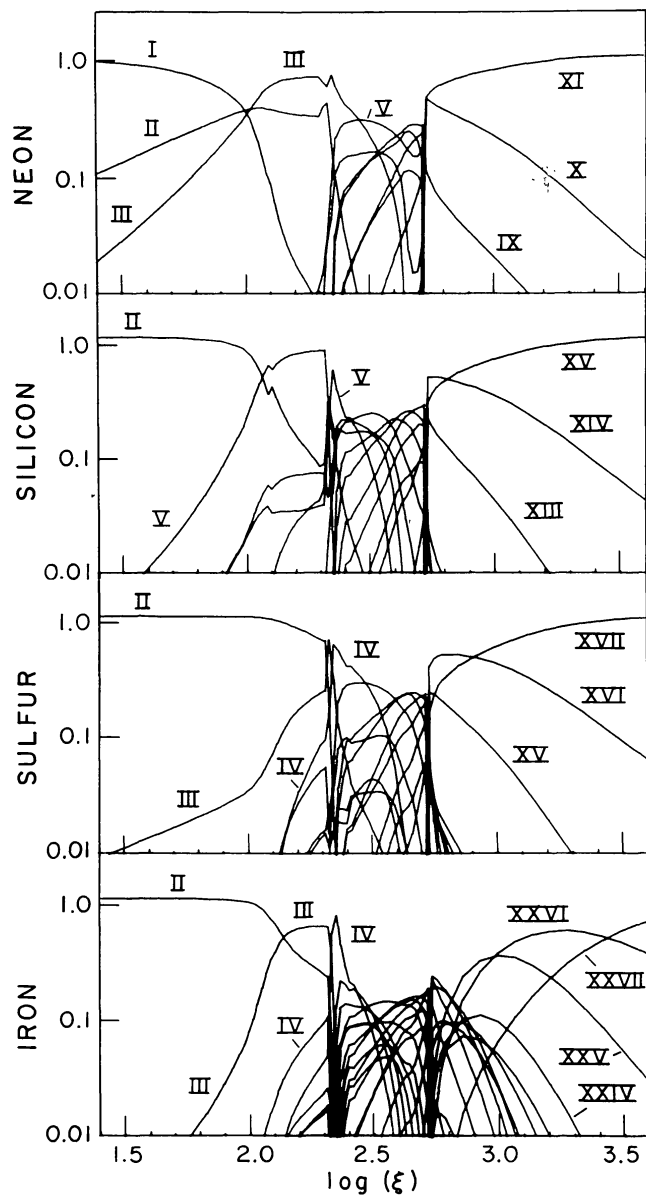 NEON
1.0
0.1
0.01
I
II
III
III
V
XI
X
IX
SILICON
1.0
0.1
0.01
II
V
V
XV
XIV
XIII
SULFUR
1.0
0.1
0.01
II
III
IV
IV
XVII
XVI
XV
IRON
1.0
0.1
0.01
II
III
III
IV
IV
XXVI
XXVII
XXV
XXIV
1.5 2.0 2.5 3.0 3.5
log (ξ)